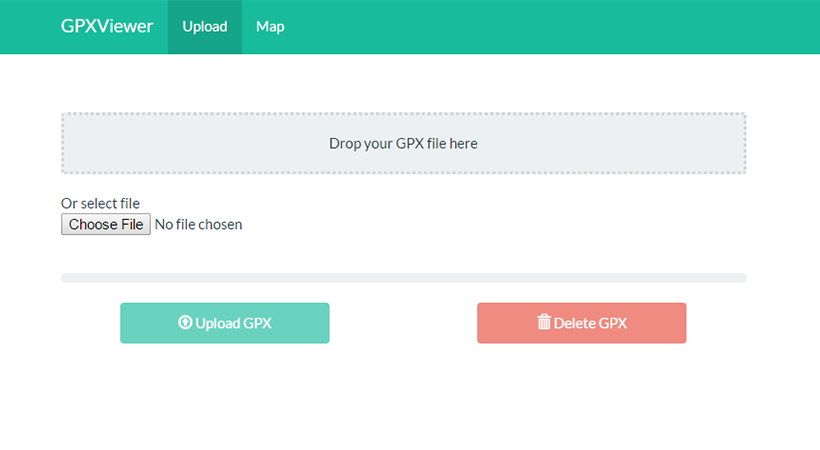 GPXViewer Upload Map
Drop your GPX file here
Or select file
Choose File No file chosen
Upload GPX Delete GPX